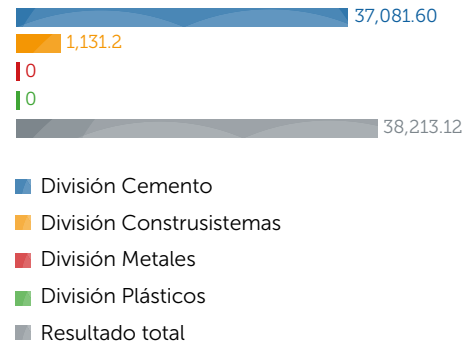 37,081.60
1,131.2
0
0
38,213.12
División Cemento
División Construsistemas
División Metales
División Plásticos
Resultado total